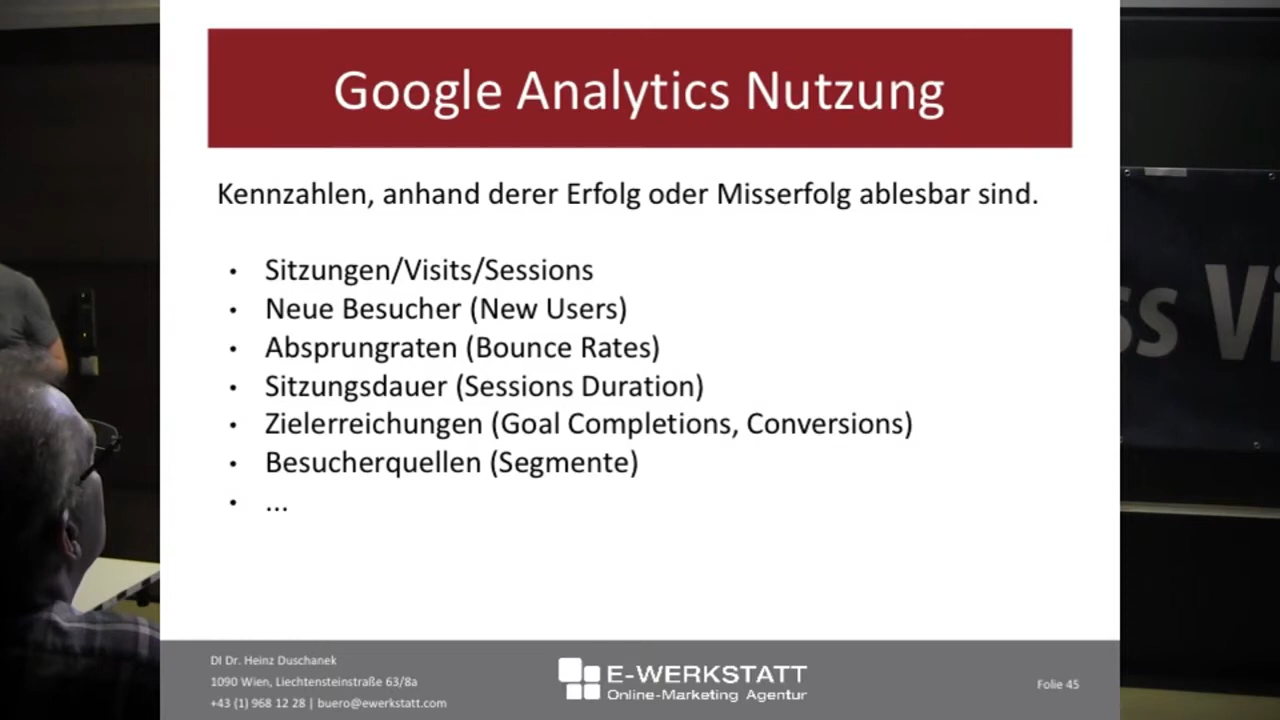 Google Analytics Nutzung
Kennzahlen, anhand derer Erfolg oder Misserfolg ablesbar sind.
• Sitzungen/Visits/Sessions
• Neue Besucher (New Users)
• Absprungraten (Bounce Rates)
• Sitzungsdauer (Sessions Duration)
• Zielerreichungen (Goal Completions, Conversions)
• Besucherquellen (Segmente)
• ...
ss Vi
DI Dr. Heinz Duschanek
1090 Wien, Liechtensteinstraße 63/8a
+43 (1) 968 12 28 | buero@ewerkstatt.com
E-WERKSTATT
Online-Marketing Agentur
Folie 45